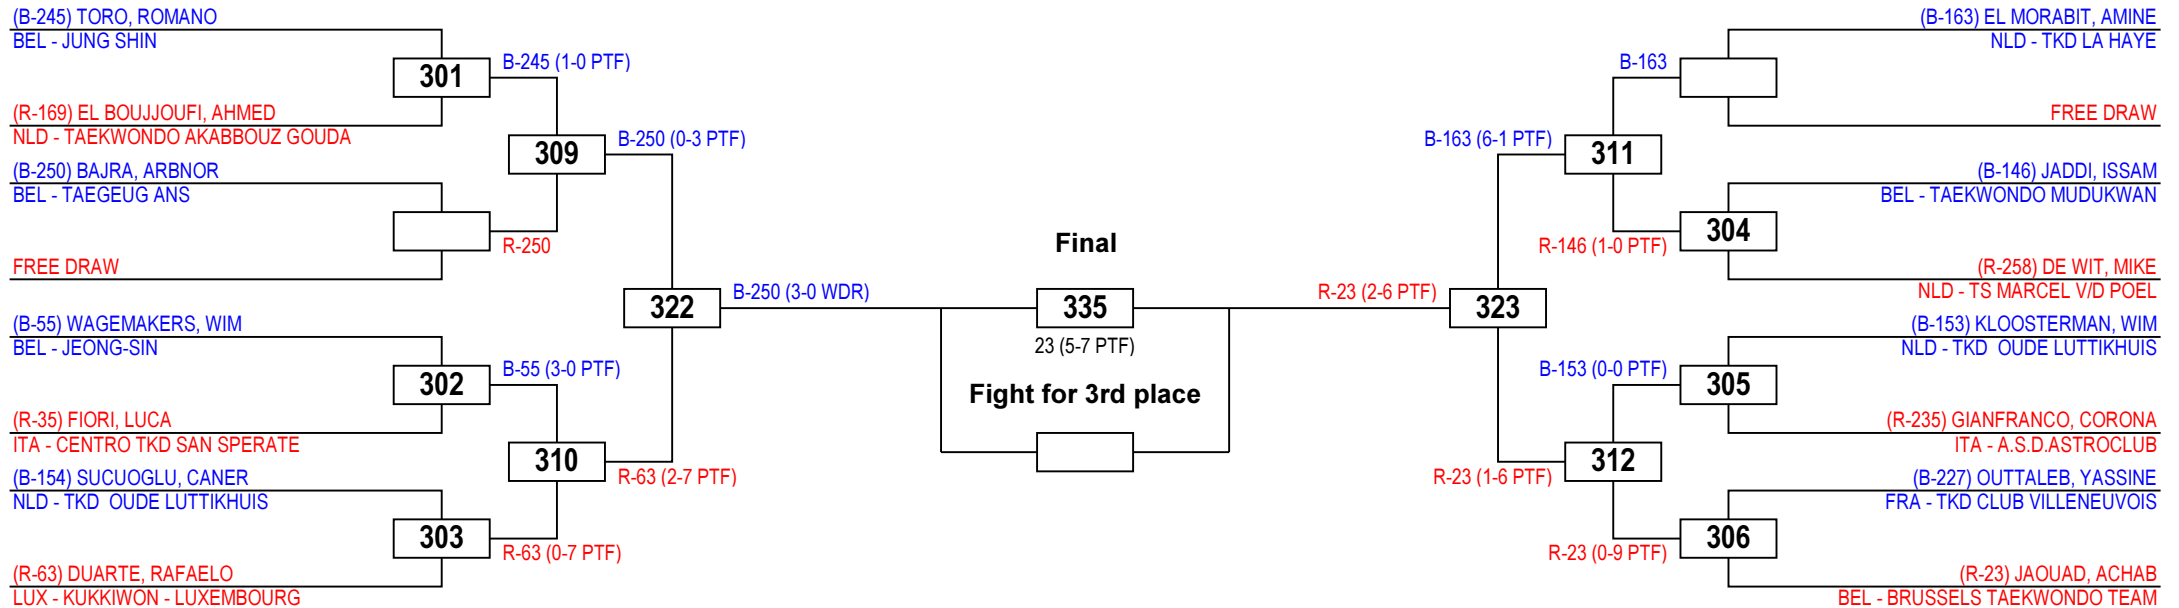 (B-245) TORO, ROMANO
BEL - JUNG SHIN
301
B-245 (1-0 PTF)
(R-169) EL BOUJJOUFI, AHMED
NLD - TAEKWONDO AKABBOUZ GOUDA
309
B-250 (0-3 PTF)
(B-250) BAJRA, ARBNOR
BEL - TAEGEUG ANS
R-250
FREE DRAW
322
B-250 (3-0 WDR)
(B-55) WAGEMAKERS, WIM
BEL - JEONG-SIN
302
B-55 (3-0 PTF)
(R-35) FIORI, LUCA
ITA - CENTRO TKD SAN SPERATE
310
R-63 (2-7 PTF)
(B-154) SUCUOGLU, CANER
NLD - TKD  OUDE LUTTIKHUIS
303
R-63 (0-7 PTF)
(R-63) DUARTE, RAFAELO
LUX - KUKKIWON - LUXEMBOURG
Final
335
23 (5-7 PTF)
Fight for 3rd place
(B-163) EL MORABIT, AMINE
NLD - TKD LA HAYE
B-163
FREE DRAW
B-163 (6-1 PTF)
311
(B-146) JADDI, ISSAM
BEL - TAEKWONDO MUDUKWAN
R-146 (1-0 PTF)
304
(R-258) DE WIT, MIKE
NLD - TS MARCEL V/D POEL
R-23 (2-6 PTF)
323
(B-153) KLOOSTERMAN, WIM
NLD - TKD  OUDE LUTTIKHUIS
B-153 (0-0 PTF)
305
(R-235) GIANFRANCO, CORONA
ITA - A.S.D.ASTROCLUB
R-23 (1-6 PTF)
312
(B-227) OUTTALEB, YASSINE
FRA - TKD CLUB VILLENEUVOIS
R-23 (0-9 PTF)
306
(R-23) JAOUAD, ACHAB
BEL - BRUSSELS TAEKWONDO TEAM